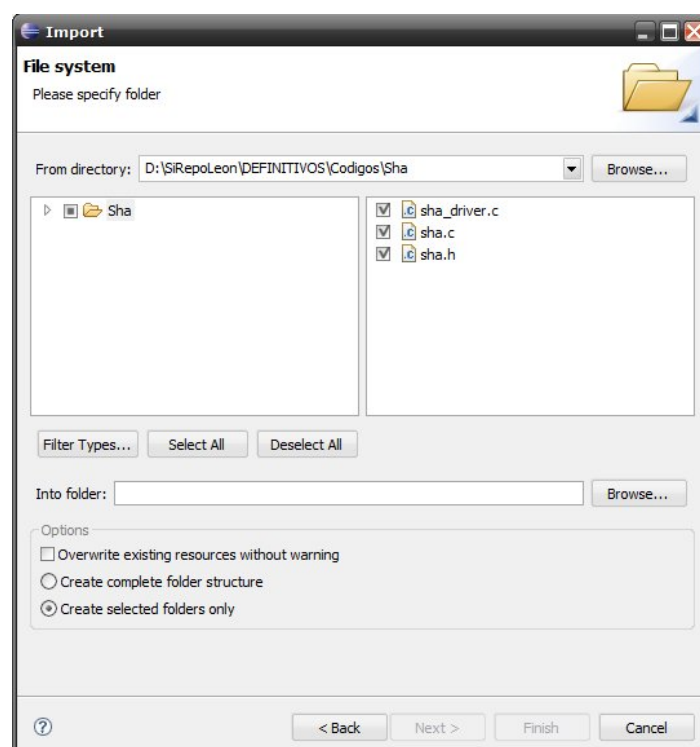 Import
File system
Please specify folder
From directory: D:\SiRepoLeon\DEFINITIVOS\Codigos\Sha Browse...
Sha
sha_driver.c
sha.c
sha.h
Filter Types... Select All Deselect All
Into folder: Browse...
Options
Overwrite existing resources without warning
Create complete folder structure
Create selected folders only
< Back Next > Finish Cancel